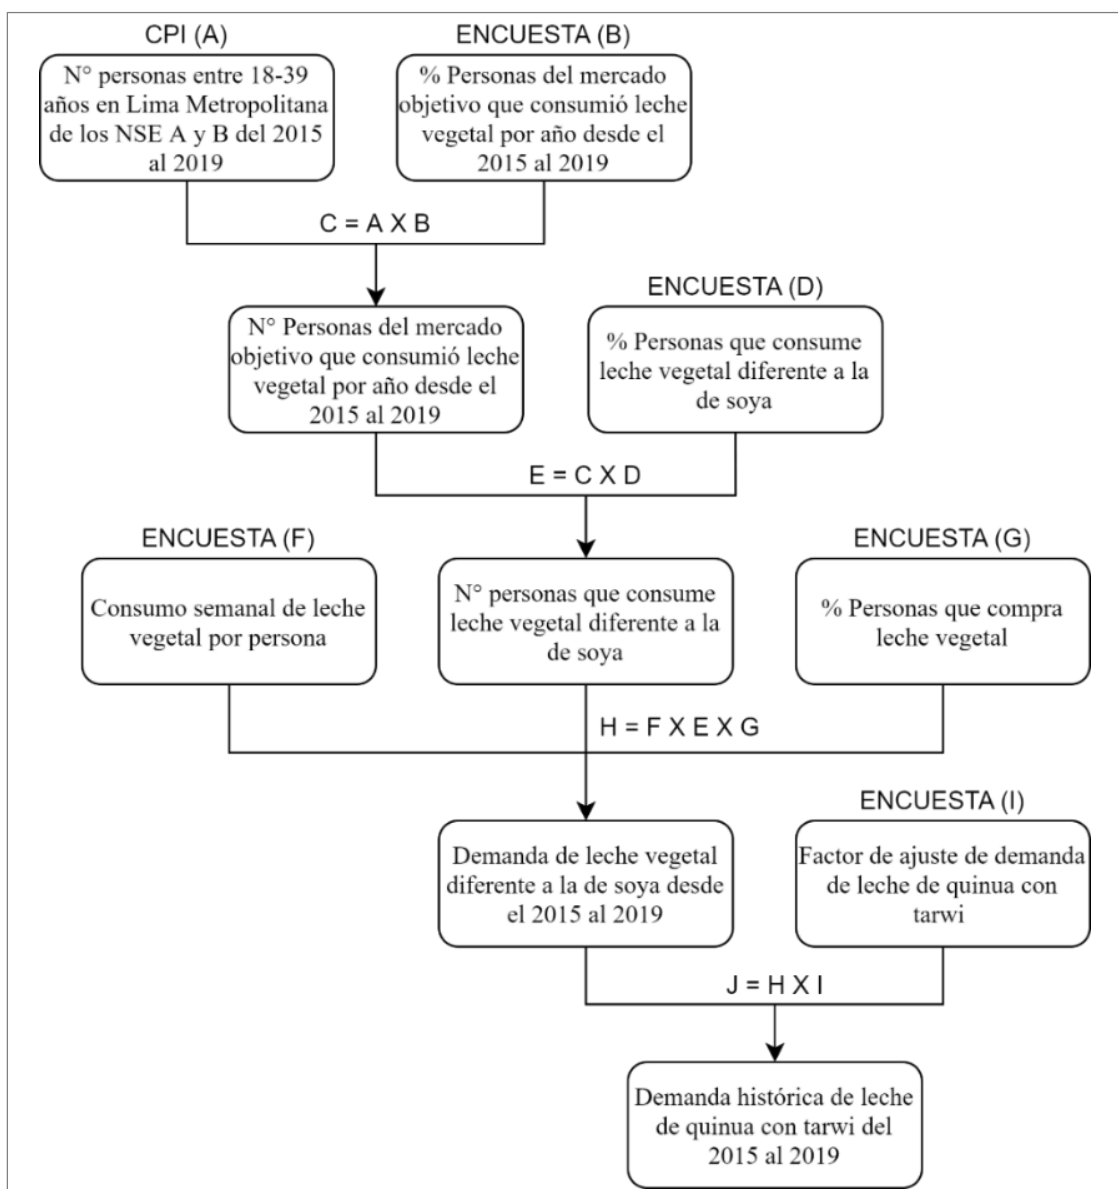 CPI (A)
N° personas entre 18-39
años en Lima Metropolitana
de los NSE A y B del 2015
al 2019
ENCUESTA (B)
% Personas del mercado
objetivo que consumió leche
vegetal por año desde el
2015 al 2019
C = A X B
N° Personas del mercado
objetivo que consumió leche
vegetal por año desde el
2015 al 2019
ENCUESTA (D)
% Personas que consume
leche vegetal diferente a la
de soya
E = C X D
ENCUESTA (F)
Consumo semanal de leche
vegetal por persona
N° personas que consume
leche vegetal diferente a la
de soya
ENCUESTA (G)
% Personas que compra
leche vegetal
H = F X E X G
Demanda de leche vegetal
diferente a la de soya desde
el 2015 al 2019
ENCUESTA (I)
Factor de ajuste de demanda
de leche de quinua con
tarwi
J = H X I
Demanda histórica de leche
de quinua con tarwi del
2015 al 2019